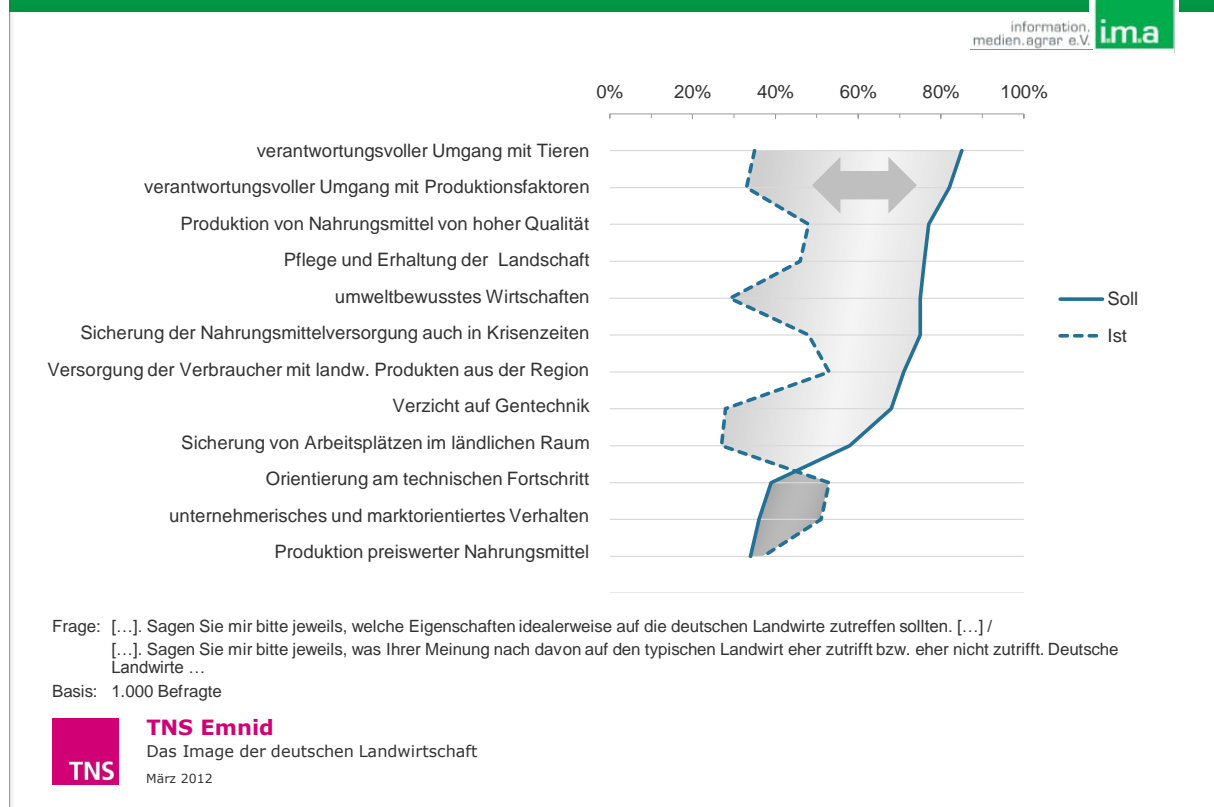 information.
medien.agrar e.V.
i.m.a
0% 20% 40% 60% 80% 100%
verantwortungsvoller Umgang mit Tieren
verantwortungsvoller Umgang mit Produktionsfaktoren
Produktion von Nahrungsmittel von hoher Qualität
Pflege und Erhaltung der Landschaft
umweltbewusstes Wirtschaften
Sicherung der Nahrungsmittelversorgung auch in Krisenzeiten
Versorgung der Verbraucher mit landw. Produkten aus der Region
Verzicht auf Gentechnik
Sicherung von Arbeitsplätzen im ländlichen Raum
Orientierung am technischen Fortschritt
unternehmerisches und marktorientiertes Verhalten
Produktion preiswerter Nahrungsmittel
Soll
Ist
Frage: […]. Sagen Sie mir bitte jeweils, welche Eigenschaften idealerweise auf die deutschen Landwirte zutreffen sollten. […] /
[…]. Sagen Sie mir bitte jeweils, was Ihrer Meinung nach davon auf den typischen Landwirt eher zutrifft bzw. eher nicht zutrifft. Deutsche
Landwirte …
Basis: 1.000 Befragte
TNS
TNS Emnid
Das Image der deutschen Landwirtschaft
März 2012